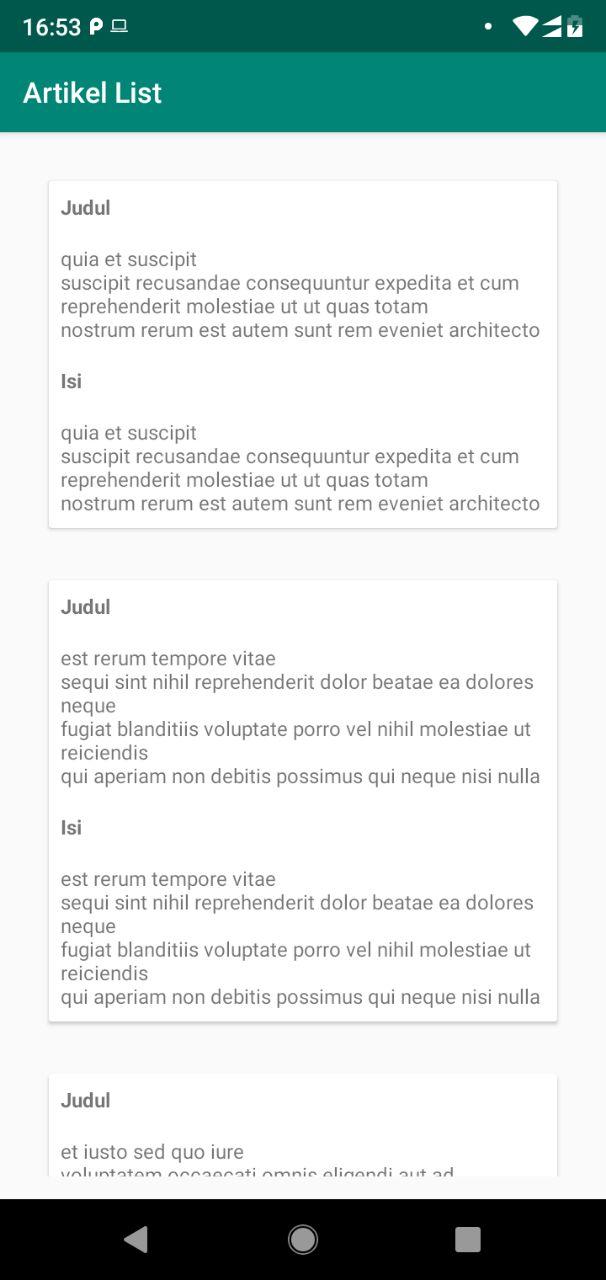 16:53
Artikel List
Judul
quia et suscipit
suscipit recusandae consequuntur expedita et cum
reprehenderit molestiae ut ut quas totam
nostrum rerum est autem sunt rem eveniet architecto
Isi
quia et suscipit
suscipit recusandae consequuntur expedita et cum
reprehenderit molestiae ut ut quas totam
nostrum rerum est autem sunt rem eveniet architecto
Judul
est rerum tempore vitae
sequi sint nihil reprehenderit dolor beatae ea dolores
neque
fugiat blanditiis voluptate porro vel nihil molestiae ut
reiciendis
qui aperiam non debitis possimus qui neque nisi nulla
Isi
est rerum tempore vitae
sequi sint nihil reprehenderit dolor beatae ea dolores
neque
fugiat blanditiis voluptate porro vel nihil molestiae ut
reiciendis
qui aperiam non debitis possimus qui neque nisi nulla
Judul
et iusto sed quo iure
voluptatem occaecati omnis eligendi aut ad